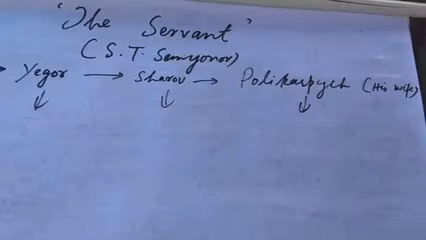 'The Servant'
(S.T. Semyonov)
→ Yegor → Sharov → Polikarpych (His wife)
↓ ↓ ↓